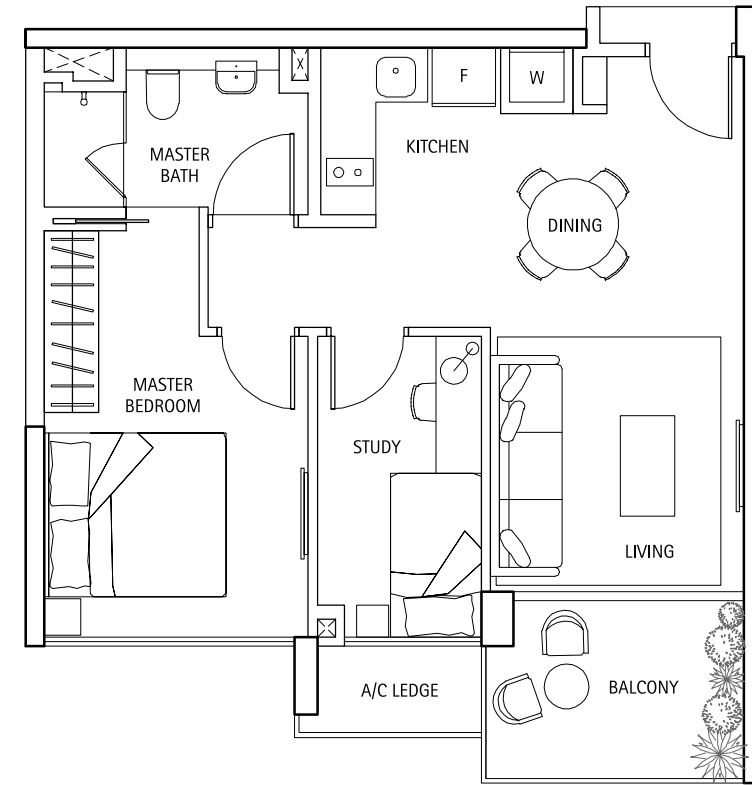 F
W
KITCHEN
MASTER
BATH
DINING
MASTER
BEDROOM
STUDY
LIVING
A/C LEDGE
BALCONY